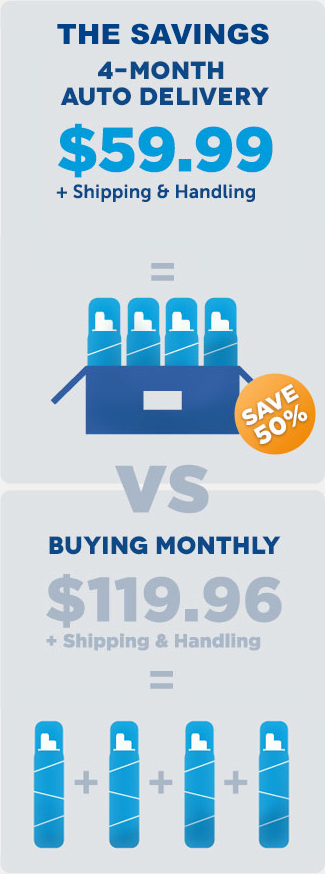 THE SAVINGS
4-MONTH
AUTO DELIVERY
$59.99
+ Shipping & Handling
=
SAVE
50%
VS
BUYING MONTHLY
$119.96
+ Shipping & Handling
=
+ + +